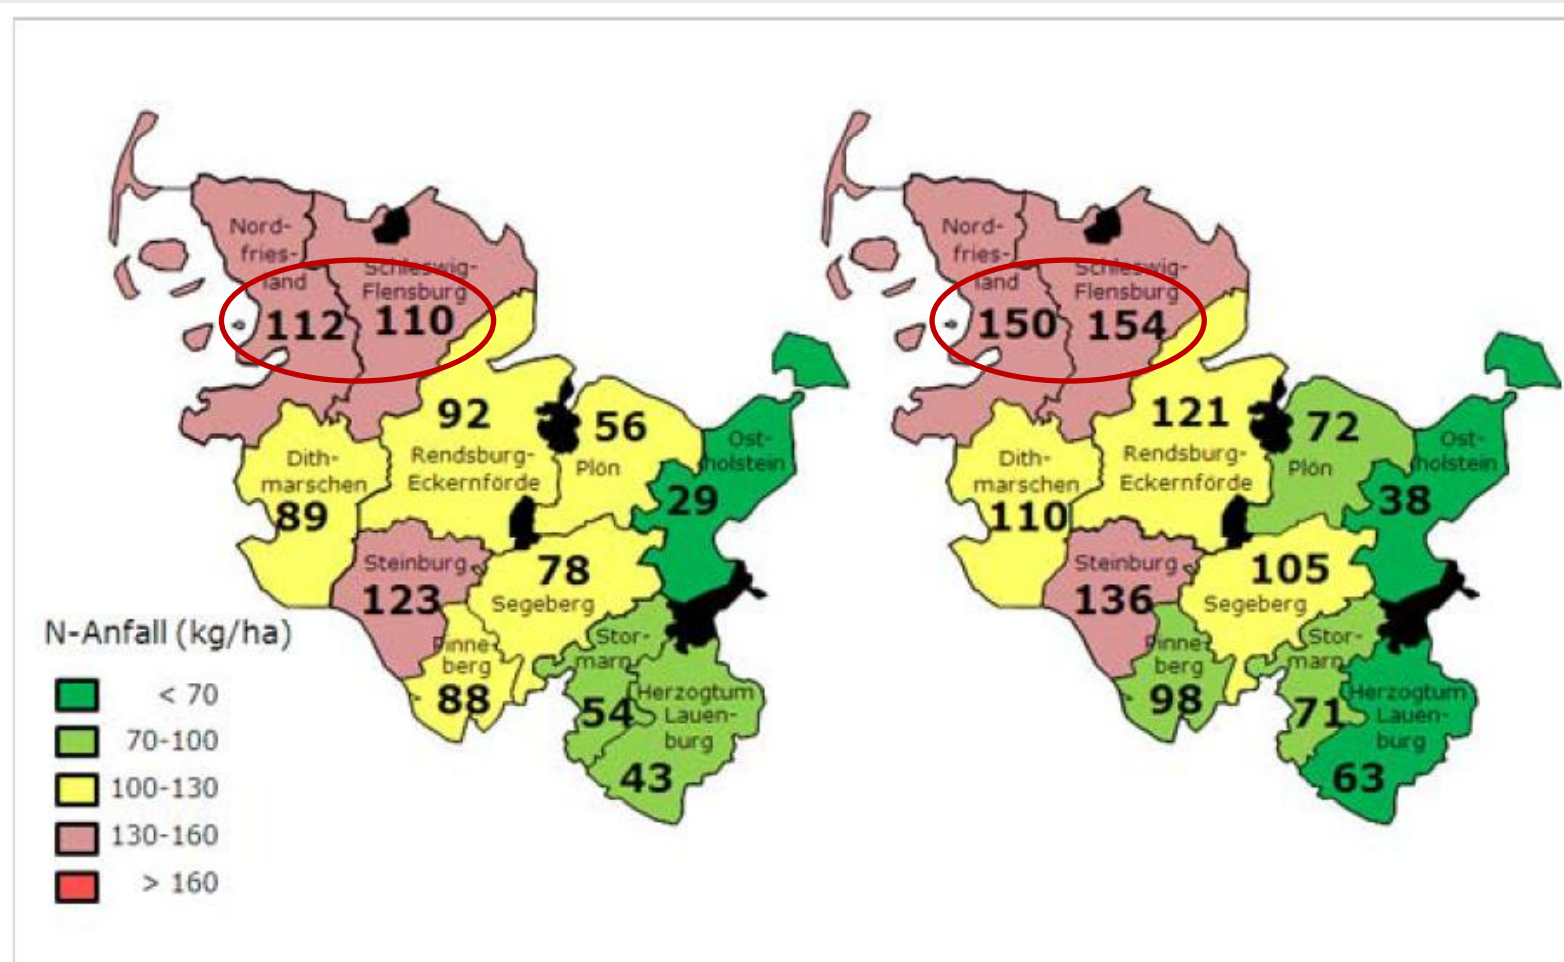 Nord-
fries-
land
112
Schleswig-
Flensburg
110
92
Rendsburg-
Eckernförde
56
Plön
Ost-
holstein
29
Dith-
marschen
89
Steinburg
123
78
Segeberg
Pinne-
berg
88
Stor-
marn
54
Herzogtum
Lauen-
burg
43
Nord-
fries-
land
150
Schleswig-
Flensburg
154
121
Rendsburg-
Eckernförde
72
Plön
Ost-
holstein
38
Dith-
marschen
110
Steinburg
136
105
Segeberg
Pinne-
berg
98
Stor-
marn
71
Herzogtum
Lauen-
burg
63
N-Anfall (kg/ha)
< 70
70-100
100-130
130-160
> 160